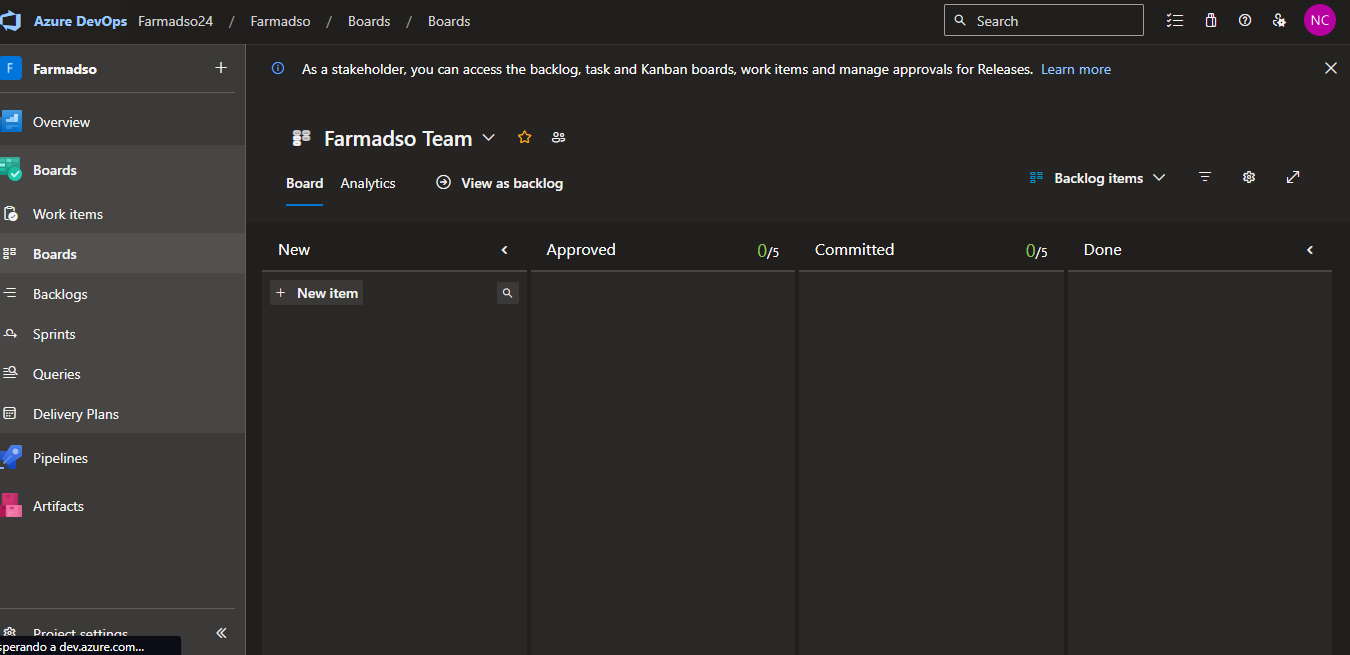 Azure DevOps Farmadso24 / Farmadso / Boards / Boards
Search
NC
F Farmadso +
As a stakeholder, you can access the backlog, task and Kanban boards, work items and manage approvals for Releases. Learn more
Overview
Boards
Work items
Boards
Backlogs
Sprints
Queries
Delivery Plans
Pipelines
Artifacts
Project settings
sperando a dev.azure.com...
Farmadso Team
Board Analytics View as backlog
Backlog items
New
Approved 0/5
Committed 0/5
Done
+ New item